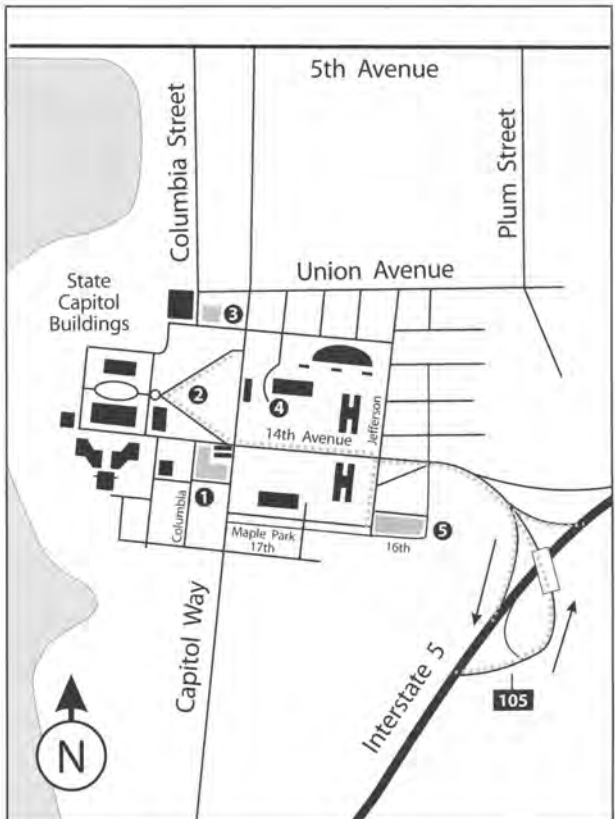 5th Avenue
Columbia Street
Plum Street
Union Avenue
State
Capitol
Buildings
3
2
4
14th Avenue
Jefferson
1
Columbia
Maple Park
17th
16th
5
Capitol Way
Interstate 5
105
N